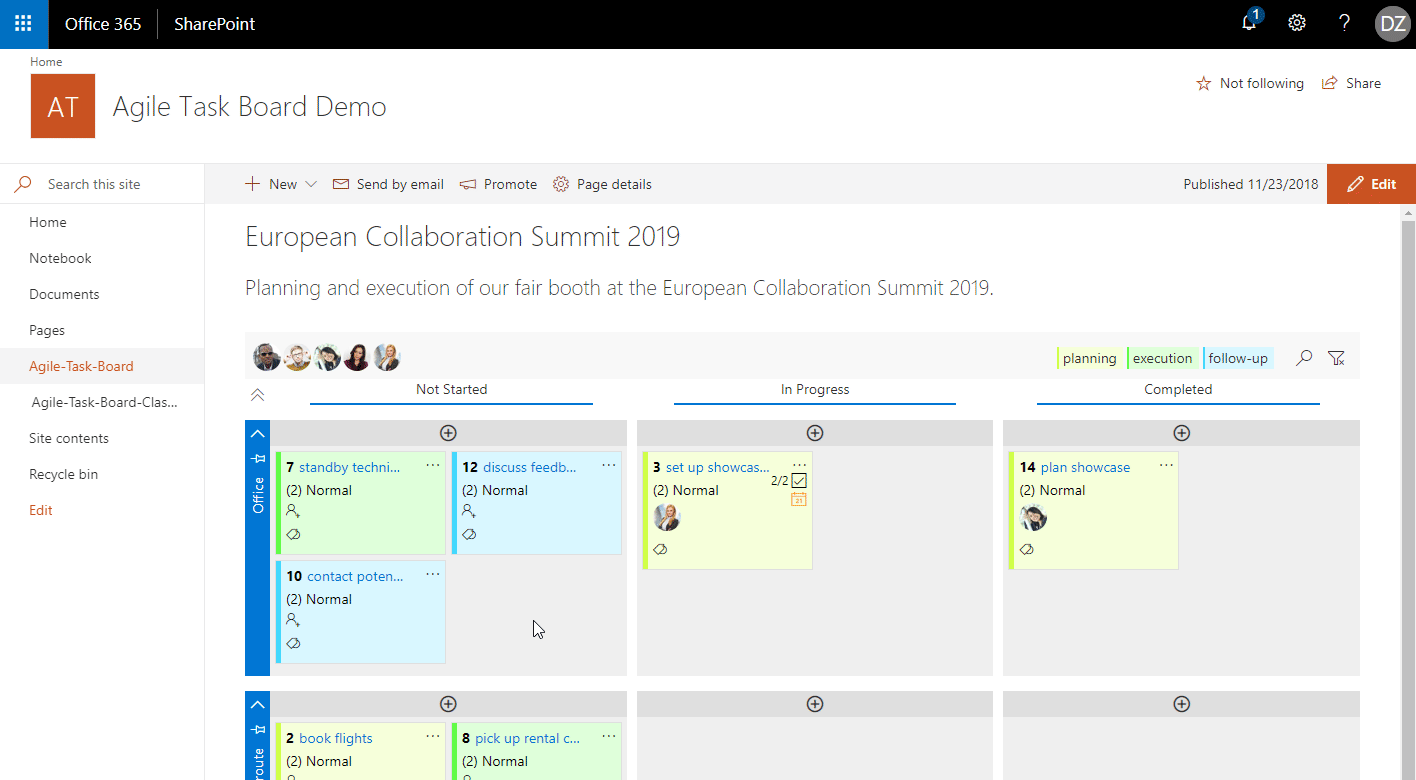 Office 365
SharePoint
1
?
DZ
Home
AT
Agile Task Board Demo
Not following
Share
Search this site
New
Send by email
Promote
Page details
Published 11/23/2018
Edit
Home
Notebook
Documents
Pages
Agile-Task-Board
Agile-Task-Board-Clas...
Site contents
Recycle bin
Edit
European Collaboration Summit 2019
Planning and execution of our fair booth at the European Collaboration Summit 2019.
planning
execution
follow-up
Not Started
In Progress
Completed
Office
7 standby techni...
(2) Normal
12 discuss feedb...
(2) Normal
10 contact poten...
(2) Normal
3 set up showcas...
2/2
(2) Normal
21
14 plan showcase
(2) Normal
route
2 book flights
(2) Normal
8 pick up rental c...
(2) Normal